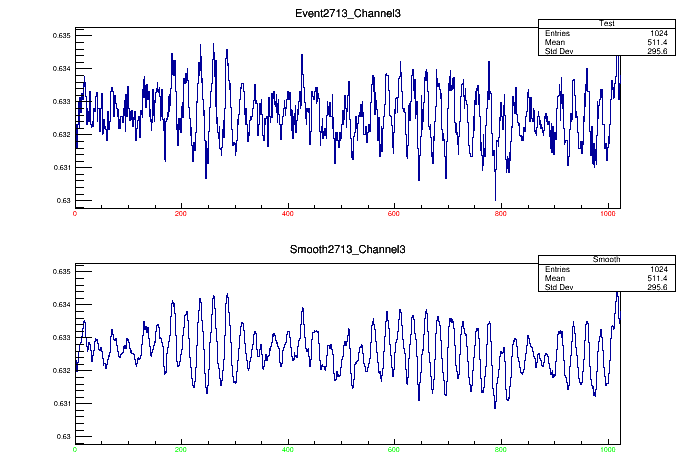 Event2713_Channel3
Test
Entries 1024
Mean 511.4
Std Dev 295.6
0.635
0.634
0.633
0.632
0.631
0.63
0 200 400 600 800 1000
Smooth2713_Channel3
Smooth
Entries 1024
Mean 511.4
Std Dev 295.6
0.635
0.634
0.633
0.632
0.631
0.63
0 200 400 600 800 1000